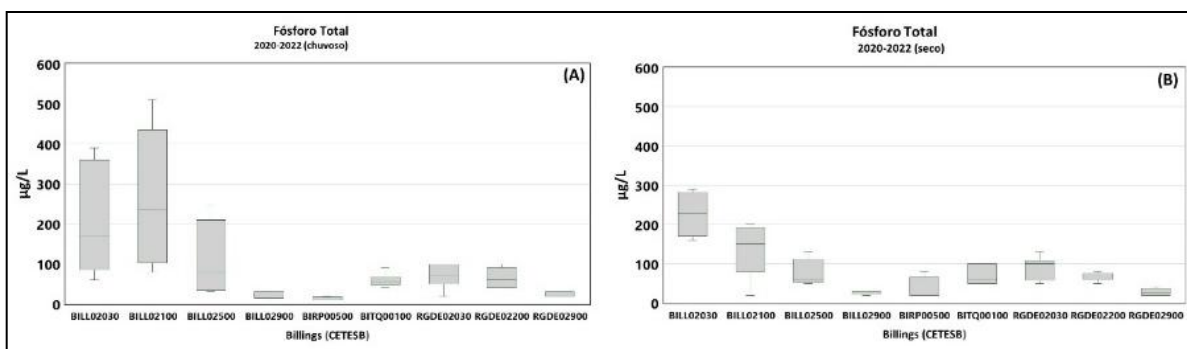 Fósforo Total
2020-2022 (chuvoso)
(A)
600
500
400
300
200
100
0
µg/L
BILL02030 BILL02100 BILL02500 BILL02900 BIRP00500 BITQ00100 RGDE02030 RGDE02200 RGDE02900
Billings (CETESB)
Fósforo Total
2020-2022 (seco)
(B)
600
500
400
300
200
100
0
µg/L
BILL02030 BILL02100 BILL02500 BILL02900 BIRP00500 BITQ00100 RGDE02030 RGDE02200 RGDE02900
Billings (CETESB)